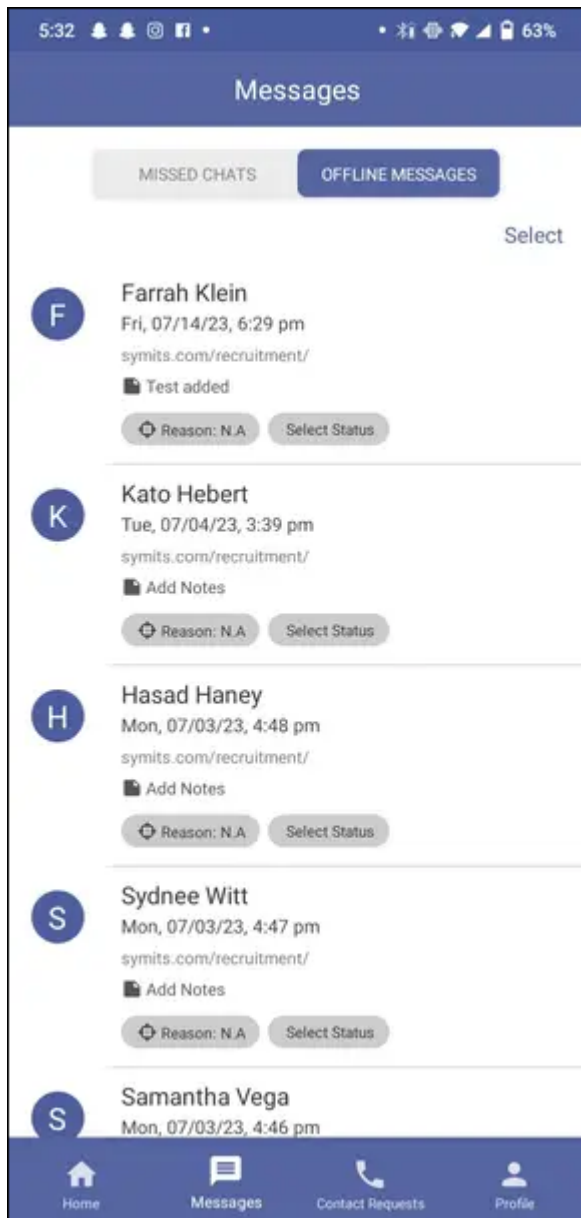 5:32 63%
Messages
MISSED CHATS OFFLINE MESSAGES
Select
F Farrah Klein
Fri, 07/14/23, 6:29 pm
symits.com/recruitment/
Test added
Reason: N.A Select Status
K Kato Hebert
Tue, 07/04/23, 3:39 pm
symits.com/recruitment/
Add Notes
Reason: N.A Select Status
H Hasad Haney
Mon, 07/03/23, 4:48 pm
symits.com/recruitment/
Add Notes
Reason: N.A Select Status
S Sydnee Witt
Mon, 07/03/23, 4:47 pm
symits.com/recruitment/
Add Notes
Reason: N.A Select Status
S Samantha Vega
Mon, 07/03/23, 4:46 pm
Home Messages Contact Requests Profile